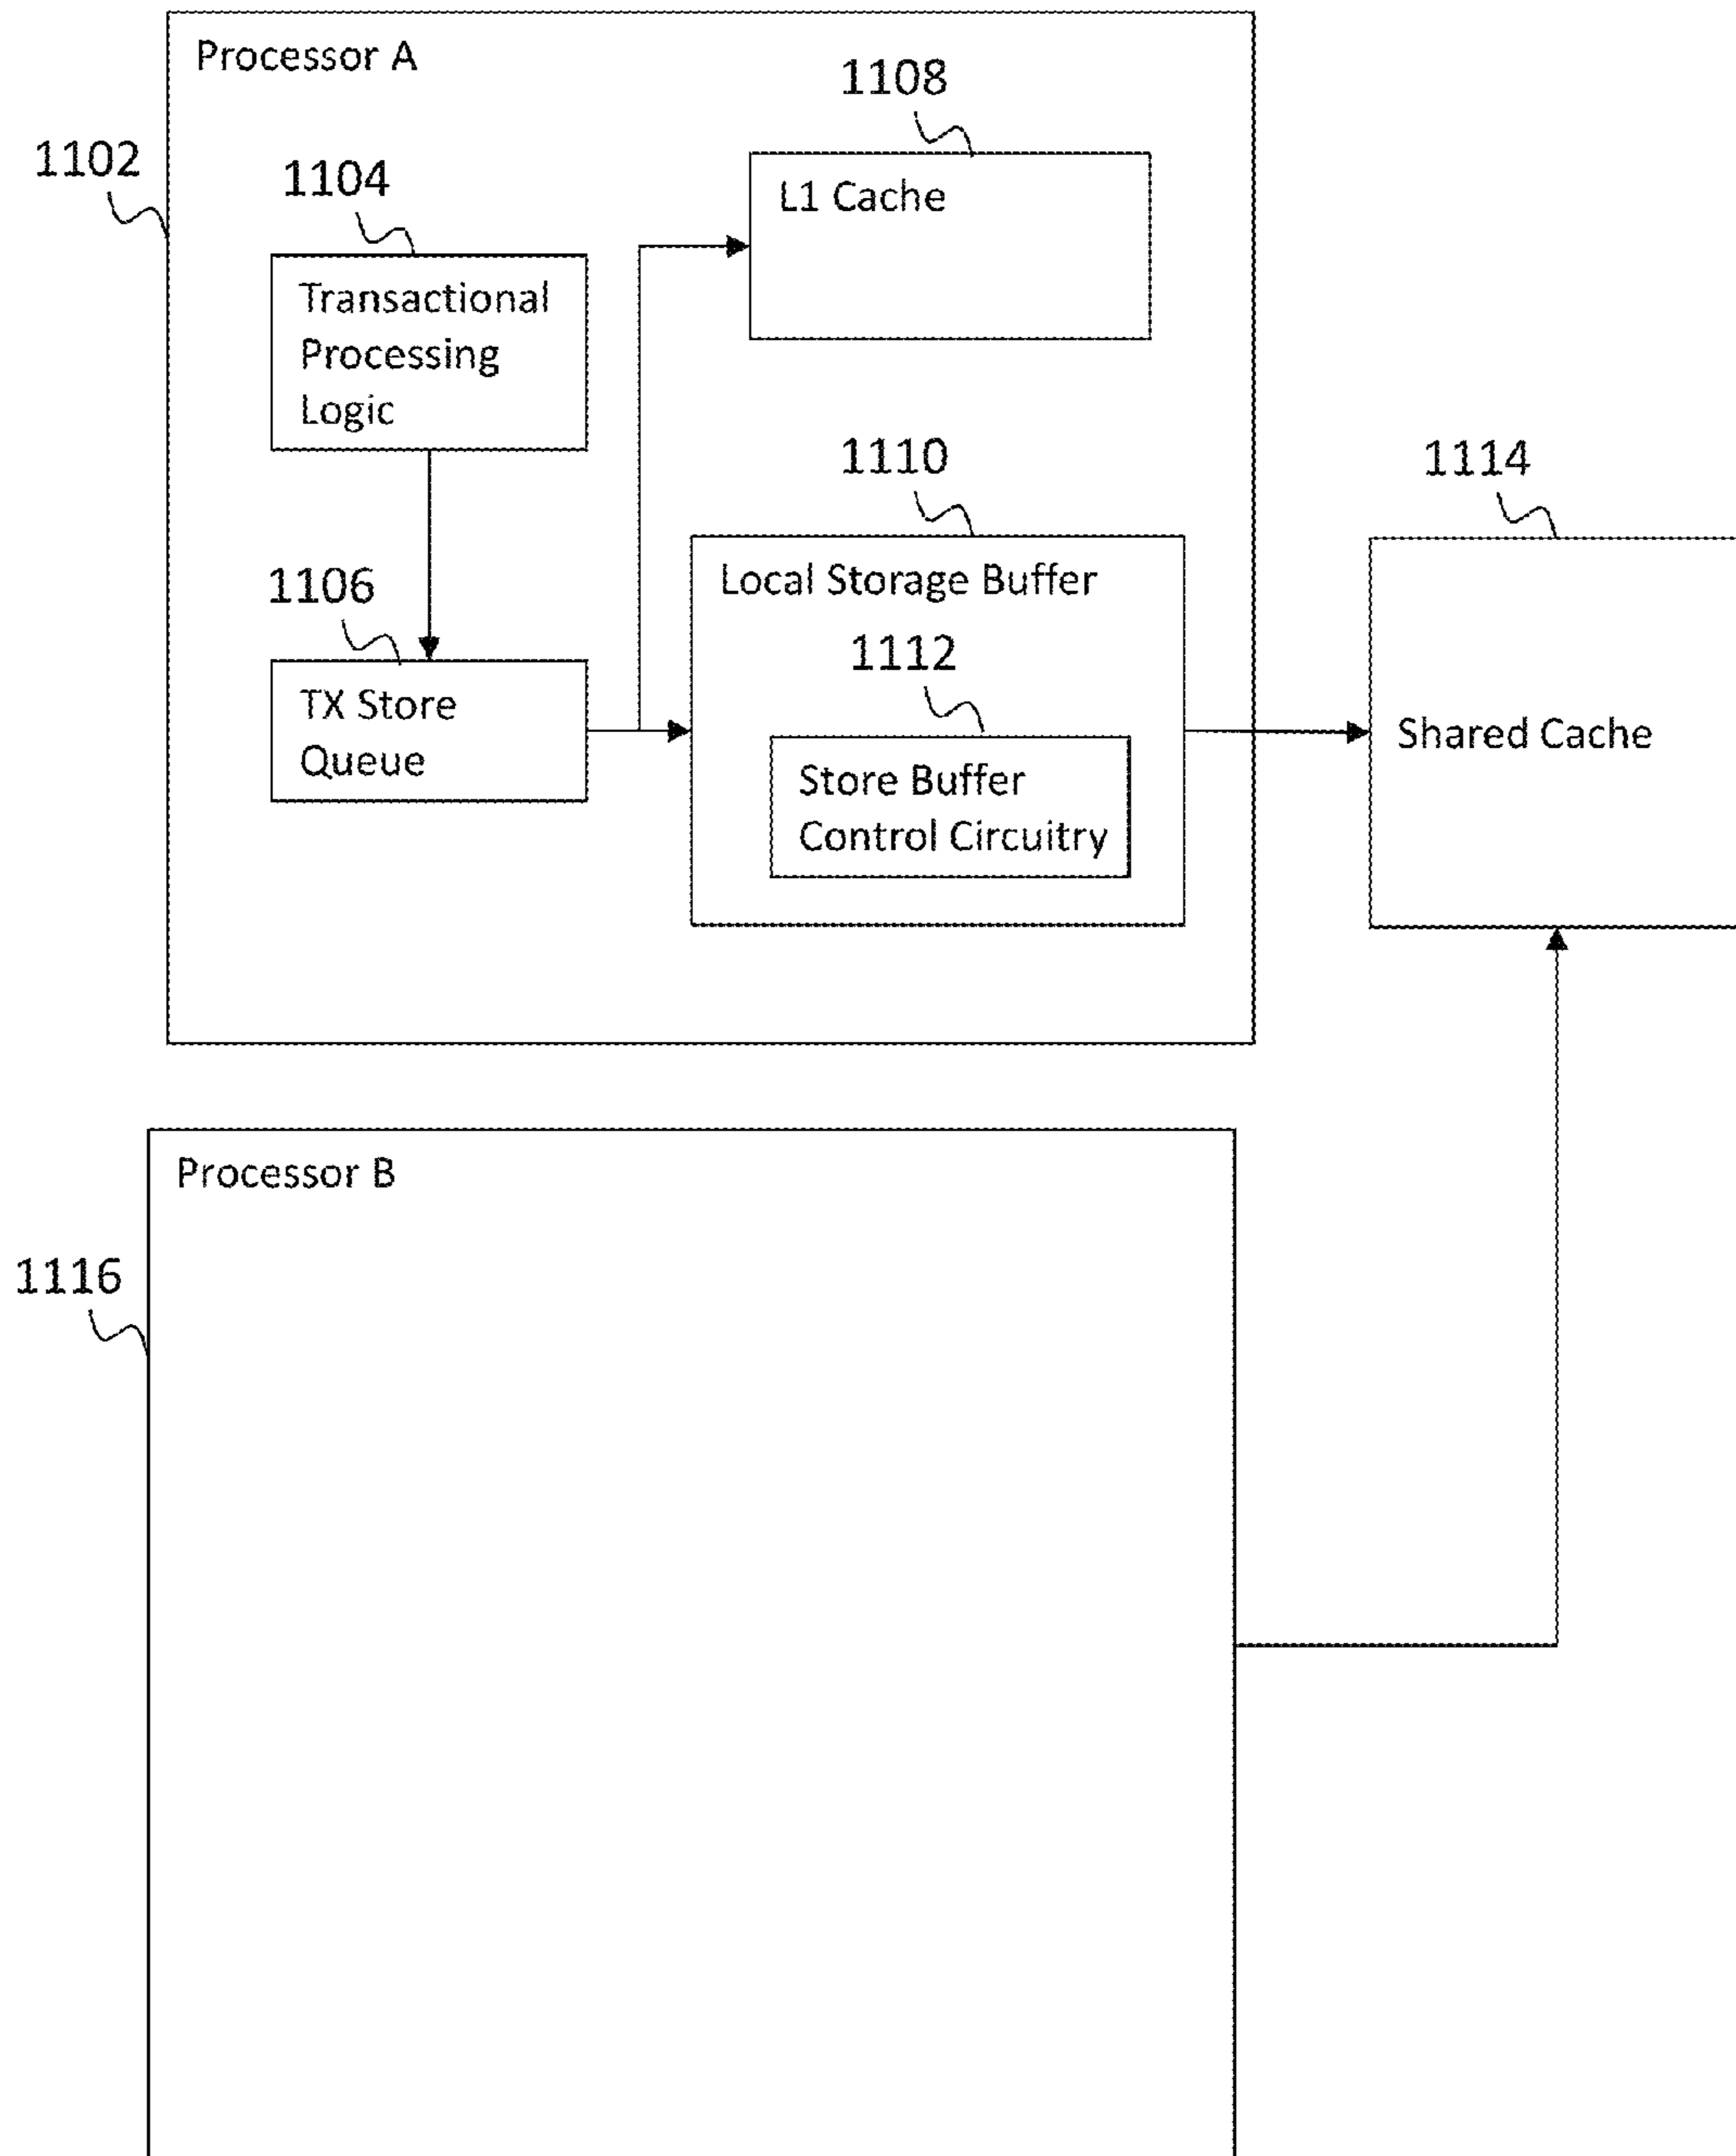 Processor A
1108
1102
1104
L1 Cache
Transactional
Processing
Logic
1110
1114
1106
Local Storage Buffer
1112
TX Store
Queue
Shared Cache
Store Buffer
Control Circuitry
Processor B
1116